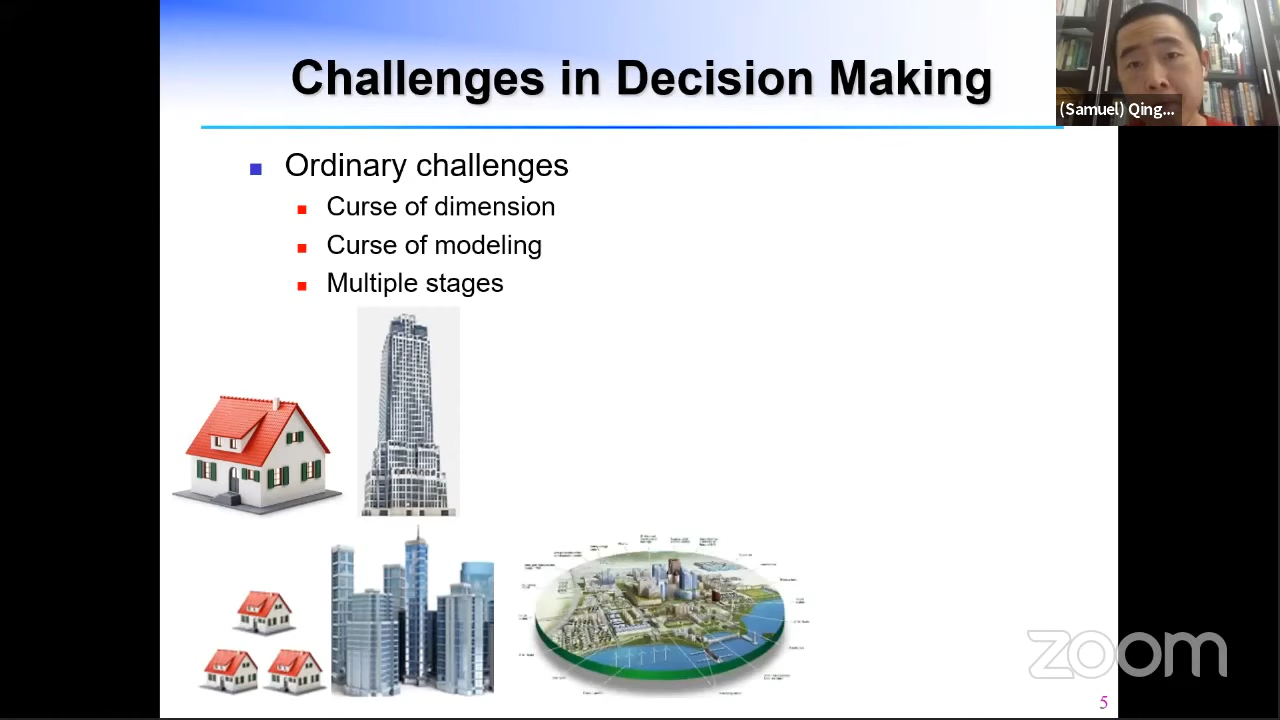 Challenges in Decision Making
(Samuel) Qing...
Ordinary challenges
Curse of dimension
Curse of modeling
Multiple stages
zoom
5